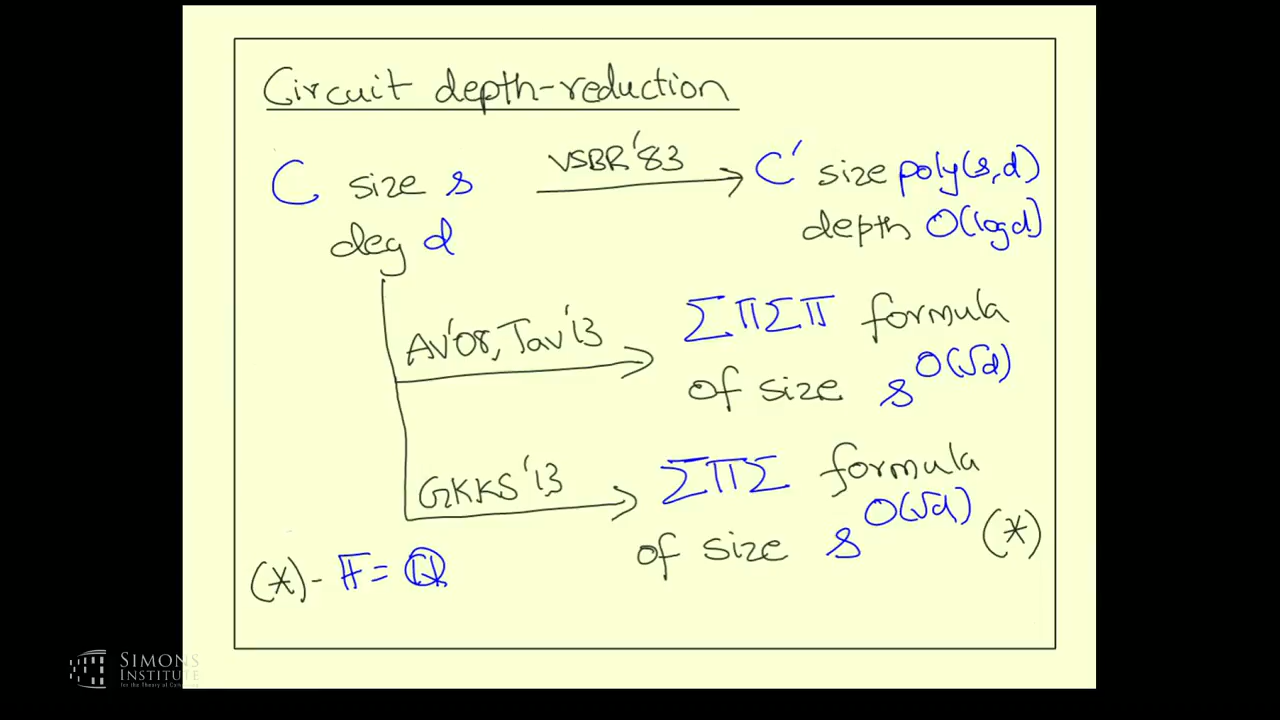 Circuit depth-reduction
C size s
deg d
VSBR'83
C' size poly(s,d)
depth O(log d)
AV'08, Tav'13
ΣΠΣΠ formula
of size s^O(√d)
GKKS'13
ΣΠΣ formula
of size s^O(√d) (*)
(*) - 𝔽 = ℚ
SIMONS
INSTITUTE